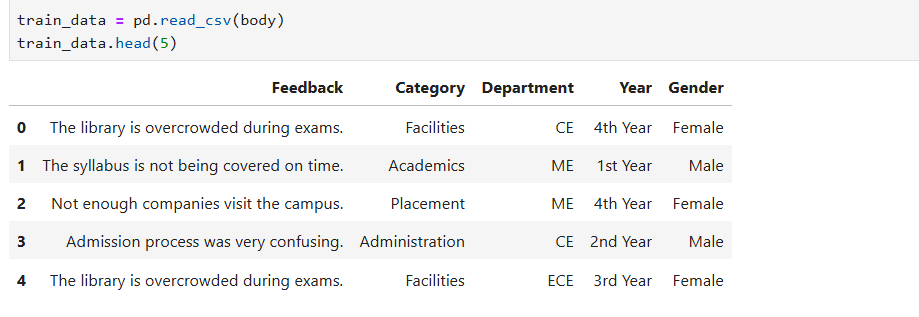 train_data = pd.read_csv(body)
train_data.head(5)
Feedback Category Department Year Gender
0 The library is overcrowded during exams. Facilities CE 4th Year Female
1 The syllabus is not being covered on time. Academics ME 1st Year Male
2 Not enough companies visit the campus. Placement ME 4th Year Female
3 Admission process was very confusing. Administration CE 2nd Year Male
4 The library is overcrowded during exams. Facilities ECE 3rd Year Female